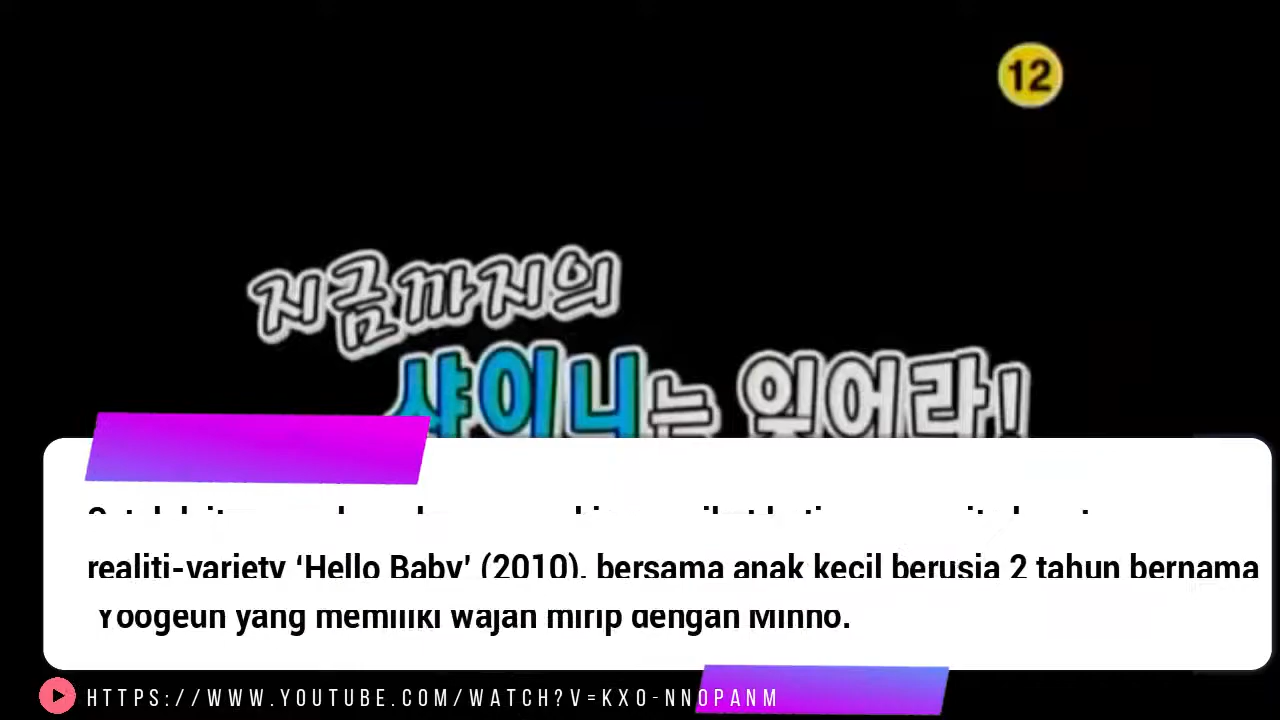 12
지금까지의
샤이니는 잊어라!
realiti-variety ‘Hello Baby’ (2010), bersama anak kecil berusia 2 tahun bernama
Yoogeun yang memiliki wajah mirip dengan Minho.
HTTPS://WWW.YOUTUBE.COM/WATCH?V=KXO-NNOPANM